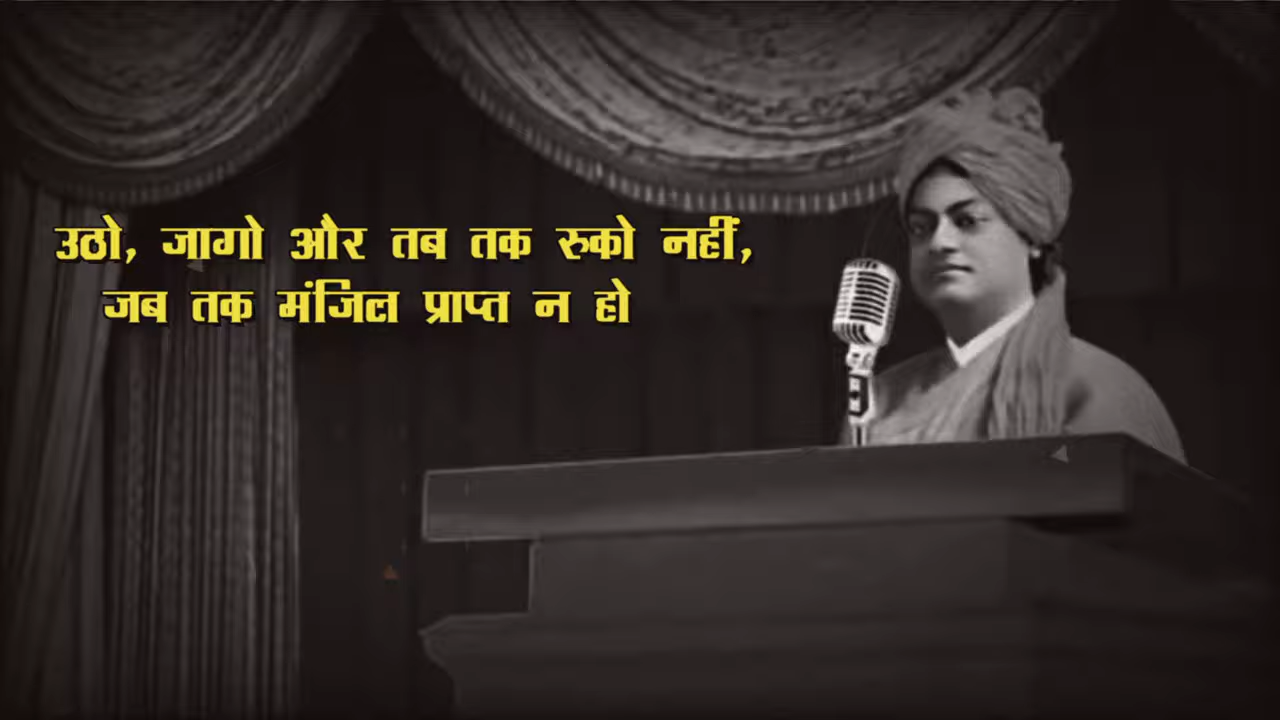 उठो, जागो और तब तक रुको नहीं,
जब तक मंजिल प्राप्त न हो